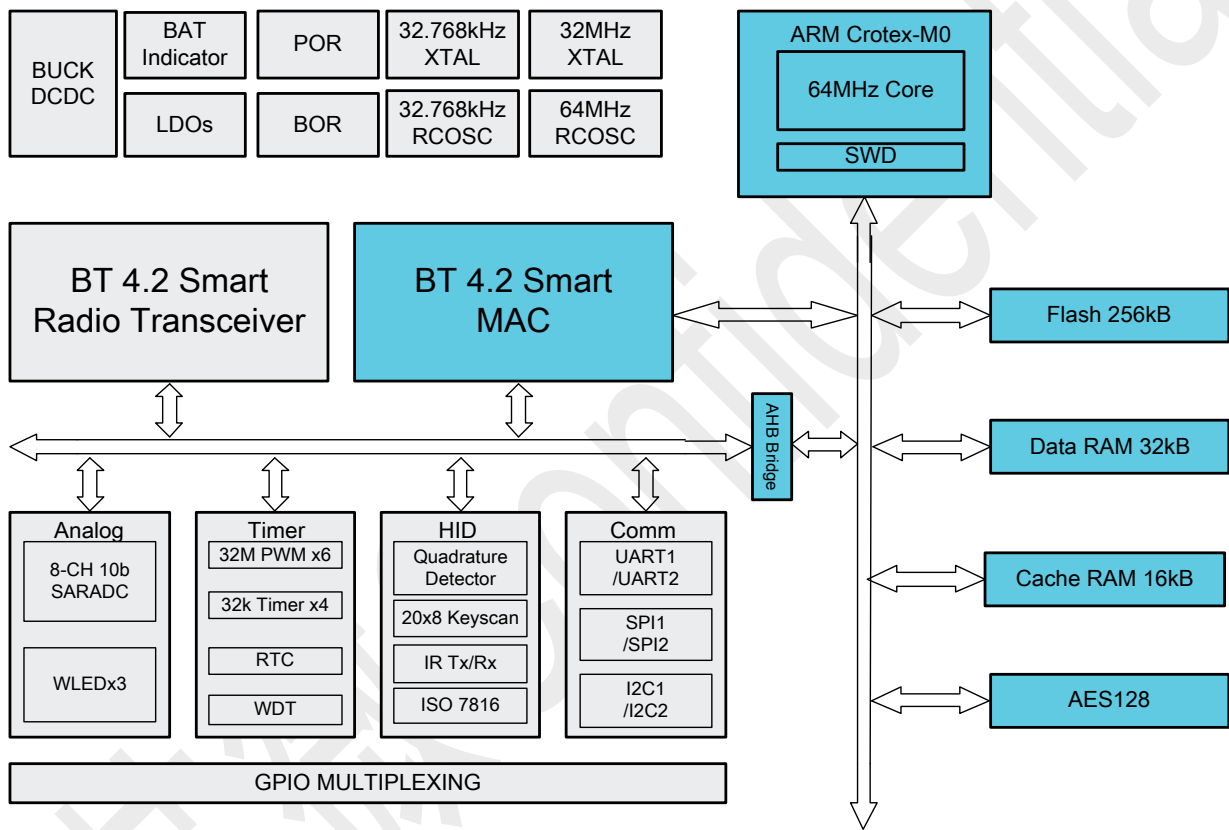 BUCK
DCDC
BAT
Indicator
POR
32.768kHz
XTAL
32MHz
XTAL
LDOs
BOR
32.768kHz
RCOSC
64MHz
RCOSC
ARM Crotex-M0
64MHz Core
SWD
BT 4.2 Smart
Radio Transceiver
BT 4.2 Smart
MAC
Flash 256kB
AHB Bridge
Data RAM 32kB
Analog
8-CH 10b
SARADC
WLEDx3
Timer
32M PWM x6
32k Timer x4
RTC
WDT
HID
Quadrature
Detector
20x8 Keyscan
IR Tx/Rx
ISO 7816
Comm
UART1
/UART2
SPI1
/SPI2
I2C1
/I2C2
Cache RAM 16kB
AES128
GPIO MULTIPLEXING